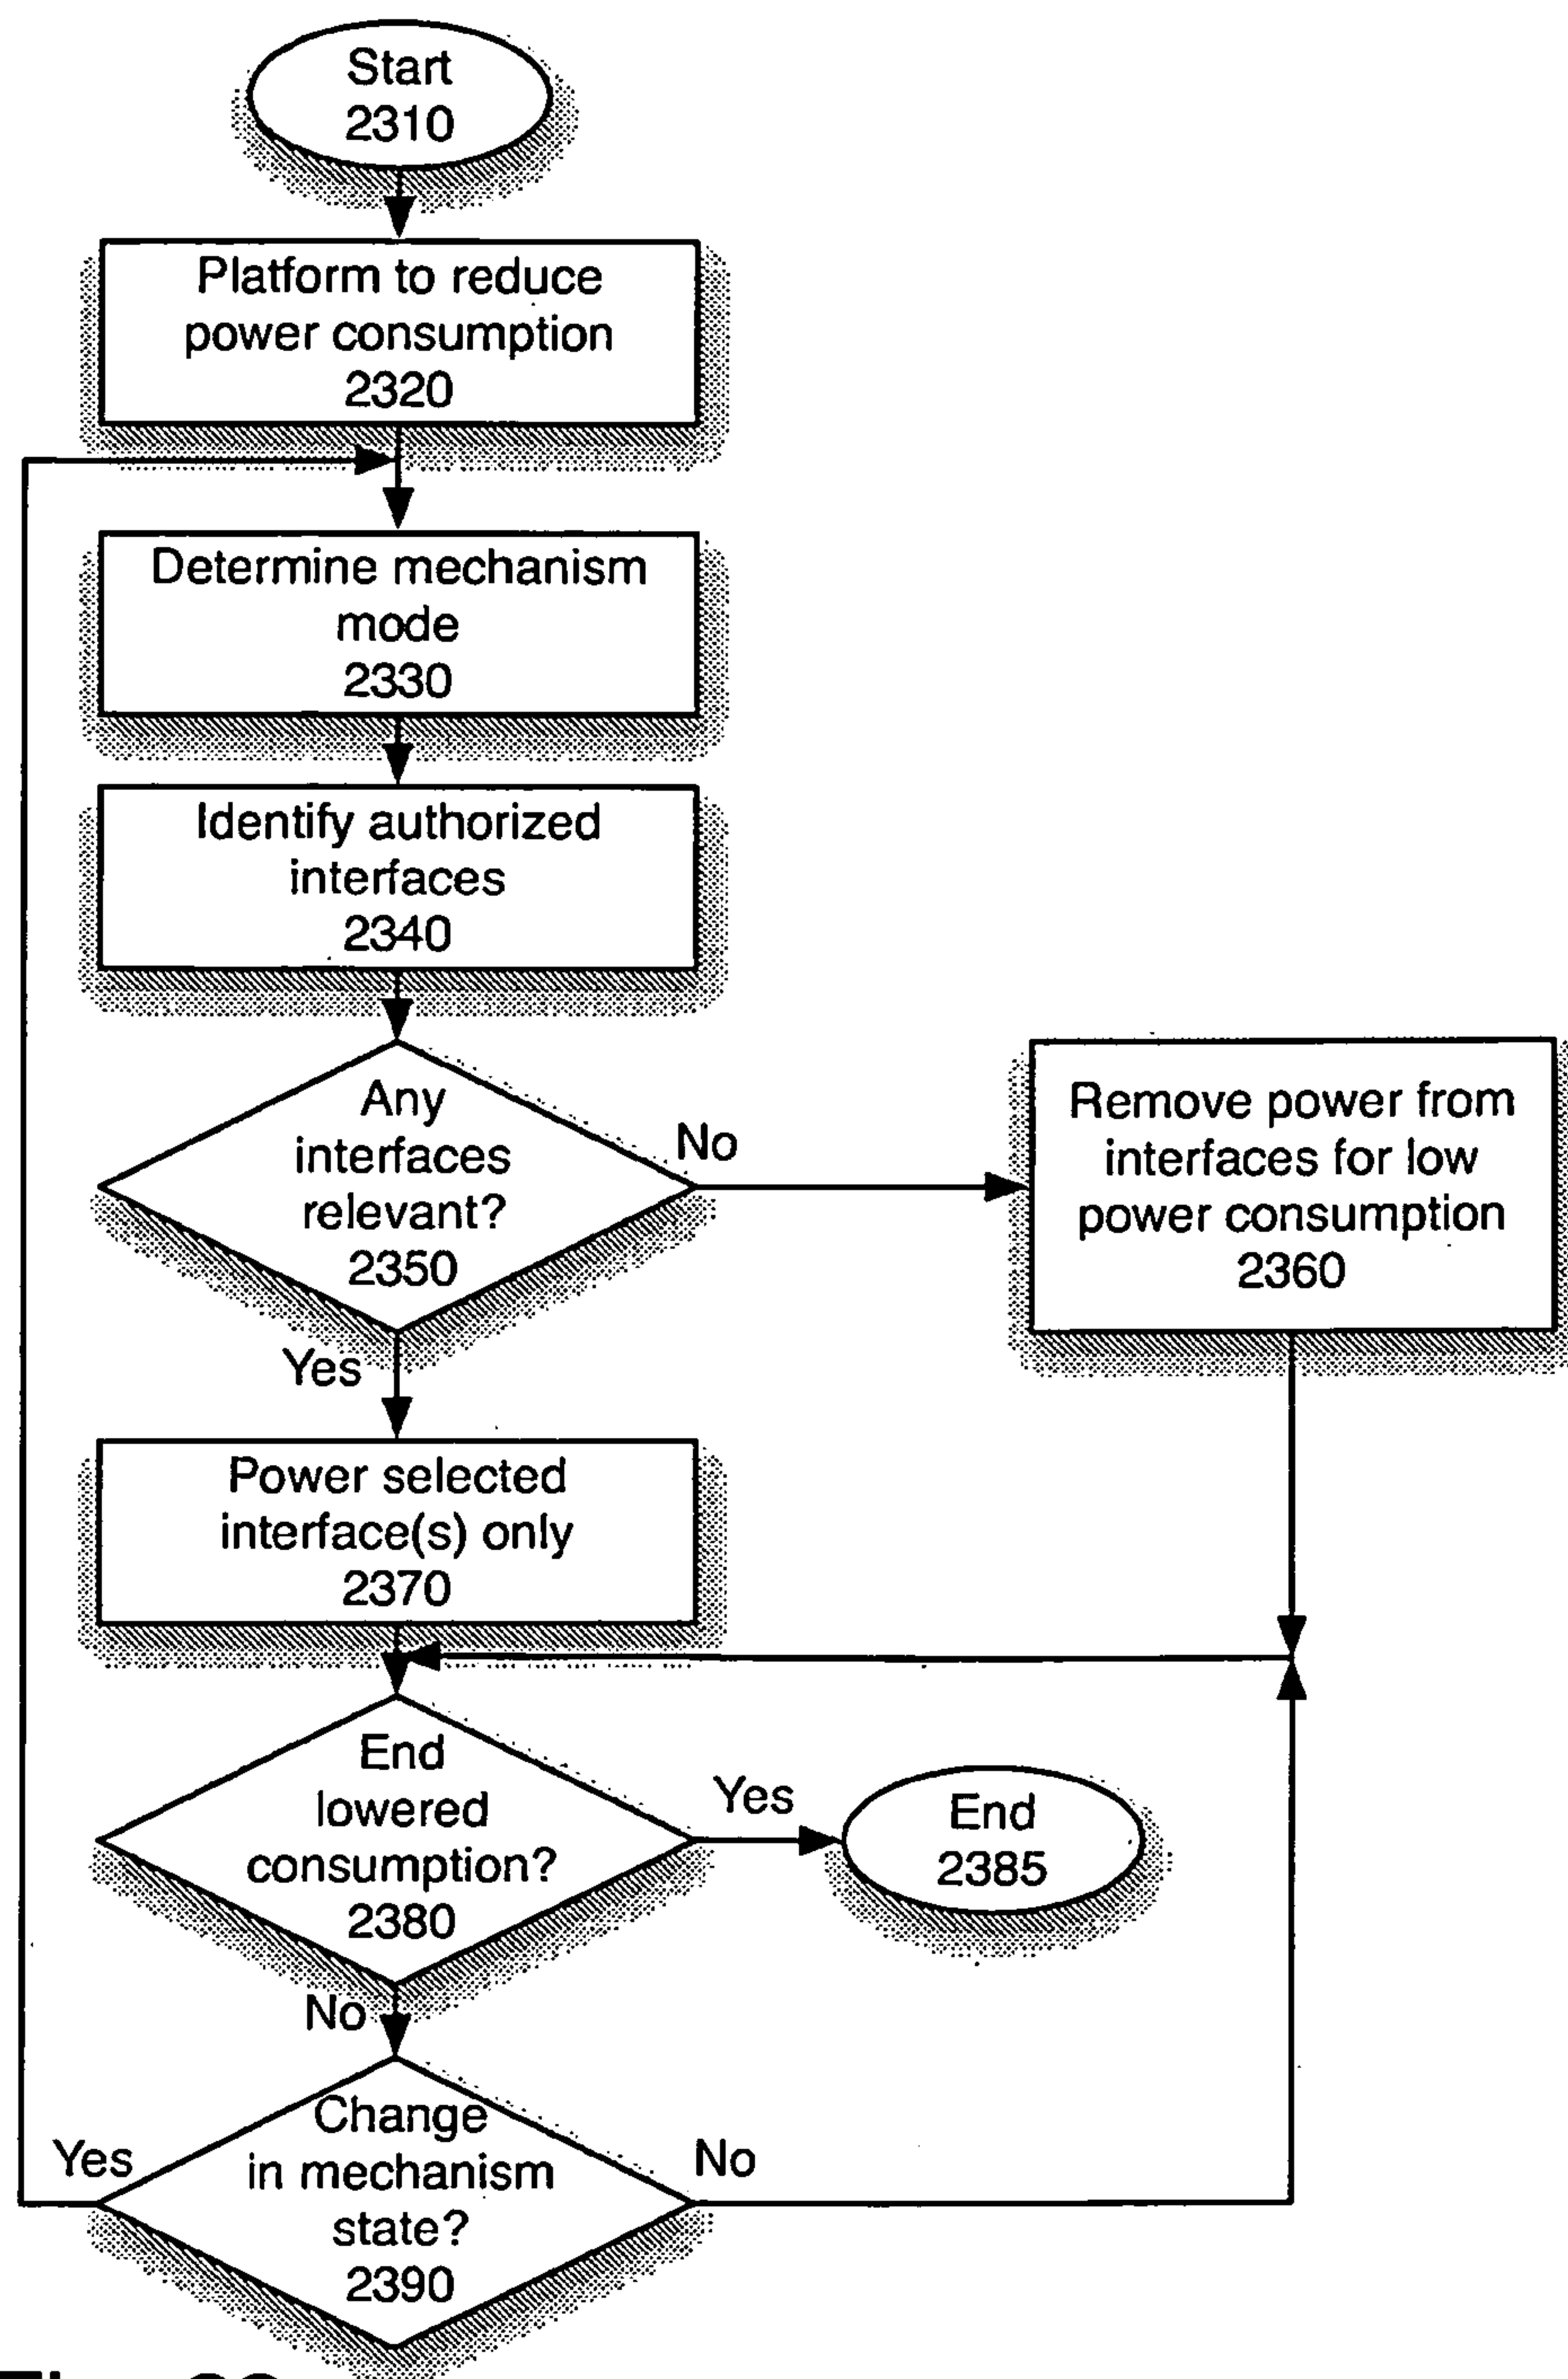 Start
2310
Platform to reduce
power consumption
2320
Determine mechanism
mode
2330
Identify authorized
interfaces
2340
Any
interfaces
relevant?
2350
No
Remove power from
interfaces for low
power consumption
2360
Yes
Power selected
interface(s) only
2370
End
lowered
consumption?
2380
Yes
End
2385
No
Change
in mechanism
state?
2390
Yes
No